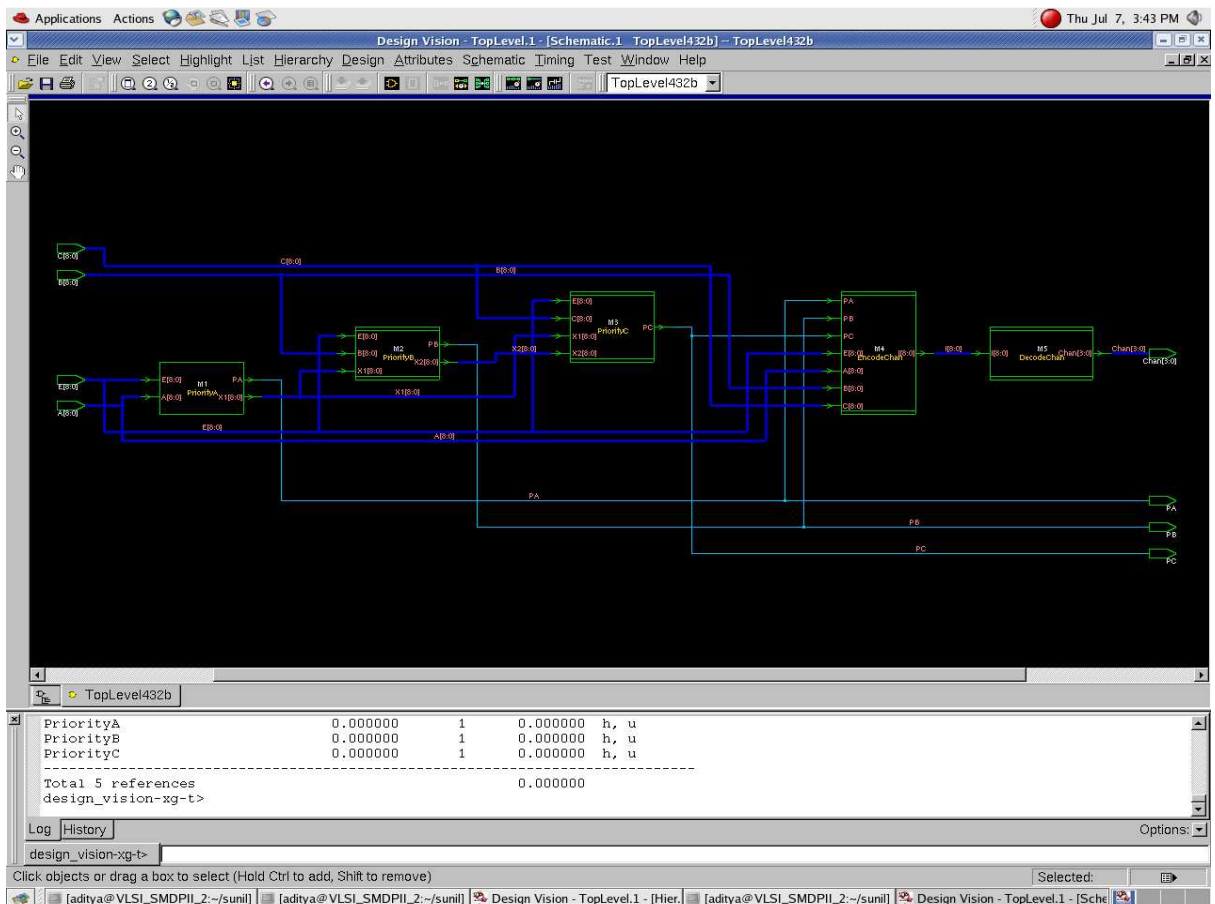 Applications Actions Thu Jul 7, 3:43 PM
Design Vision - TopLevel.1 - [Schematic.1 TopLevel432b] -- TopLevel432b
File Edit View Select Highlight List Hierarchy Design Attributes Schematic Timing Test Window Help
TopLevel432b
C[8:0]
C[8:0]
B[8:0]
B[8:0]
E[8:0]
C[8:0]
X1[8:0]
X2[8:0]
M3
PriorityC
PC
E[8:0]
B[8:0]
X1[8:0]
M2
PriorityB
PB
X2[8:0]
X2[8:0]
PA
PB
PC
E[8:0]
A[8:0]
B[8:0]
C[8:0]
M4
EncodeChan
I[8:0]
I[8:0]
I[8:0]
M5
DecodeChan
Chan[3:0]
Chan[3:0]
Chan[3:0]
E[8:0]
A[8:0]
E[8:0]
A[8:0]
M1
PriorityA
PA
X1[8:0]
X1[8:0]
E[8:0]
A[8:0]
PA
PA
PB
PB
PC
PC
TopLevel432b
PriorityA 0.000000 1 0.000000 h, u
PriorityB 0.000000 1 0.000000 h, u
PriorityC 0.000000 1 0.000000 h, u
--------------------------------------------------------------------------------
Total 5 references 0.000000
design_vision-xg-t>
Log History Options:
design_vision-xg-t>
Click objects or drag a box to select (Hold Ctrl to add, Shift to remove) Selected:
[aditya@VLSI_SMDPII_2:~/sunil] [aditya@VLSI_SMDPII_2:~/sunil] Design Vision - TopLevel.1 - [Hier. [aditya@VLSI_SMDPII_2:~/sunil] Design Vision - TopLevel.1 - [Sche